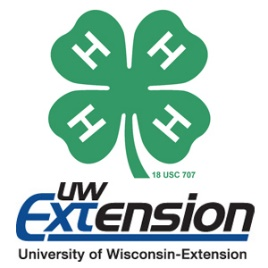 H H
H H
18 USC 707
UW
Extension
University of Wisconsin-Extension